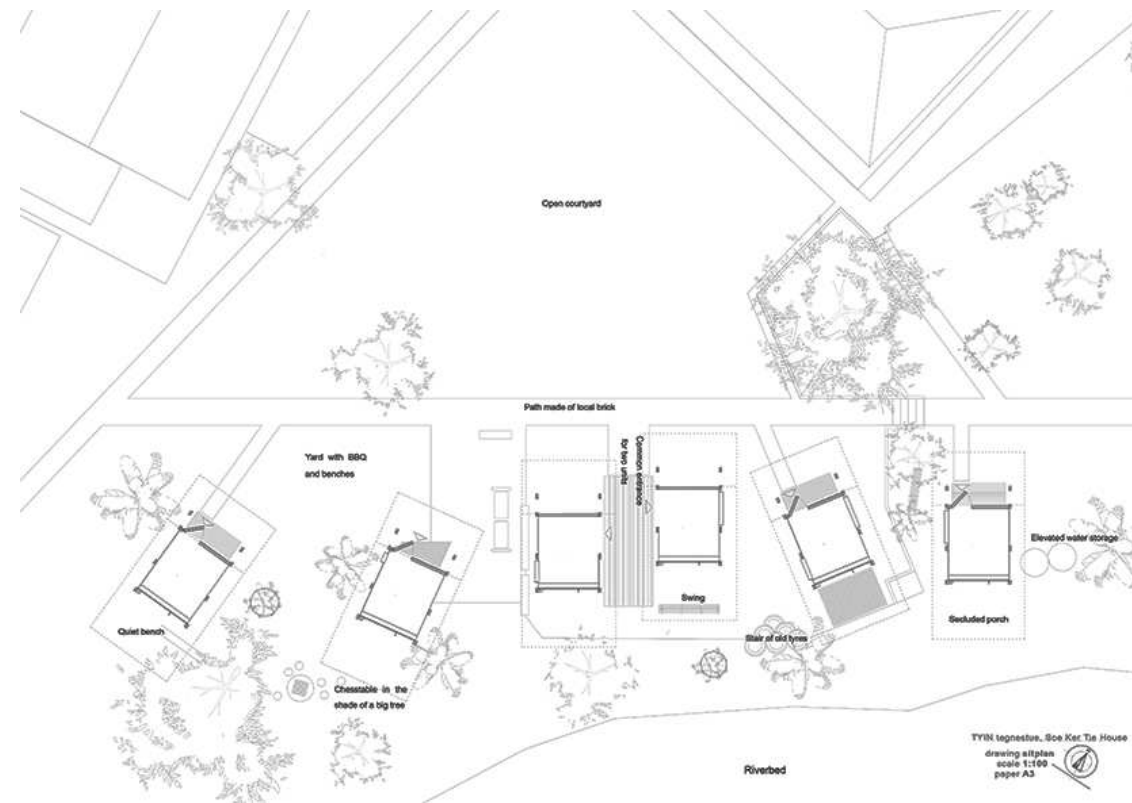 Open courtyard
Path made of local brick
Yard with BBQ
and benches
Common entrance
for two units
Elevated water storage
Swing
Secluded porch
Quiet bench
Stair of old tyres
Chesstable in the
shade of a big tree
Riverbed
TYIN tegnestue, Soe Ker Tie House
drawing sitplan
scale 1:100
paper A3